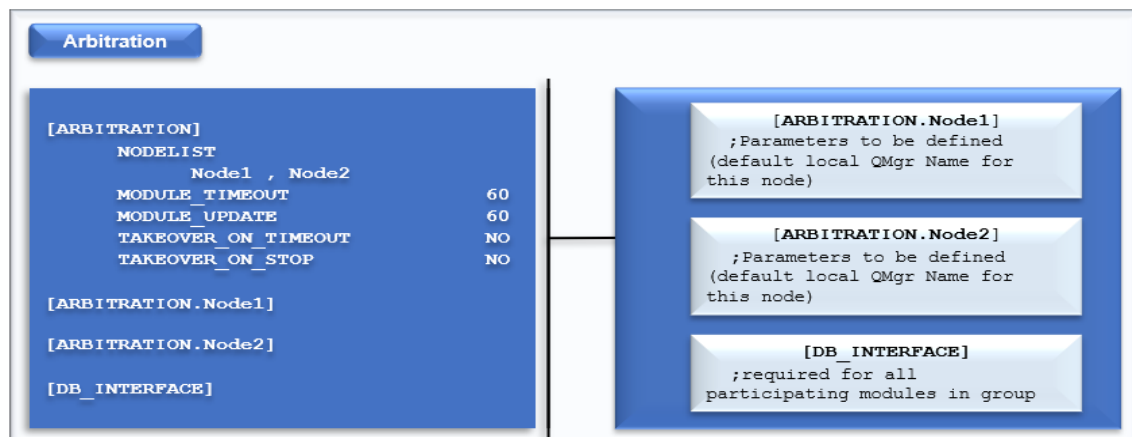 Arbitration
[ARBITRATION]
NODELIST
Node1 , Node2
MODULE_TIMEOUT 60
MODULE_UPDATE 60
TAKEOVER_ON_TIMEOUT NO
TAKEOVER_ON_STOP NO
[ARBITRATION.Node1]
[ARBITRATION.Node2]
[DB_INTERFACE]
[ARBITRATION.Node1]
;Parameters to be defined
(default local QMgr Name for
this node)
[ARBITRATION.Node2]
;Parameters to be defined
(default local QMgr Name for
this node)
[DB_INTERFACE]
;required for all
participating modules in group